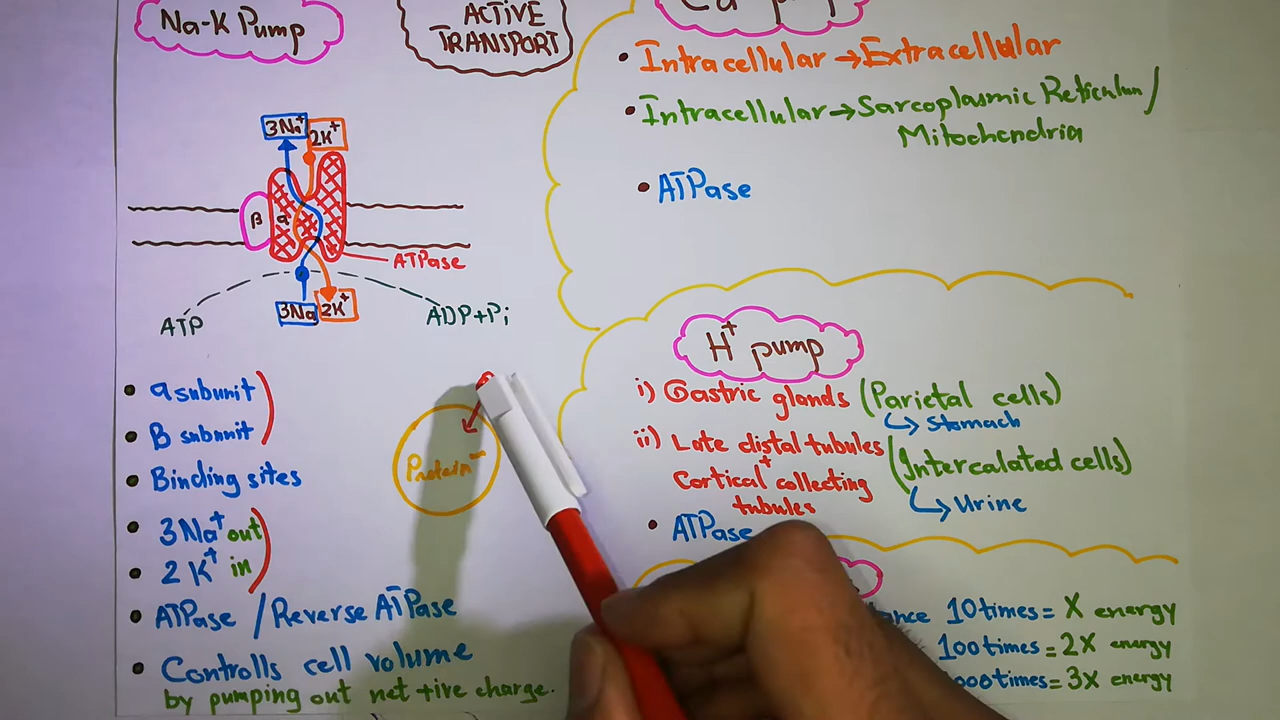 Na-K Pump
ACTIVE
TRANSPORT
3Na+
2K+
β
α
ATPase
3Na
2K+
ATP
ADP+Pi
α subunit
β subunit
Binding sites
3Na+ out
2 K+ in
ATPase / Reverse ATPase
Controlls cell volume
by pumping out net +ive charge.
Protein-
pump
Intracellular → Extracellular
Intracellular → Sarcoplasmic Reticulum /
Mitochondria
ATPase
H+ pump
i) Gastric glands (Parietal cells)
↳ Stomach
ii) Late distal tubules (Intercalated cells)
Cortical collecting
tubules
↳ Urine
ATPase
10 times = X energy
100 times = 2X energy
times = 3X energy